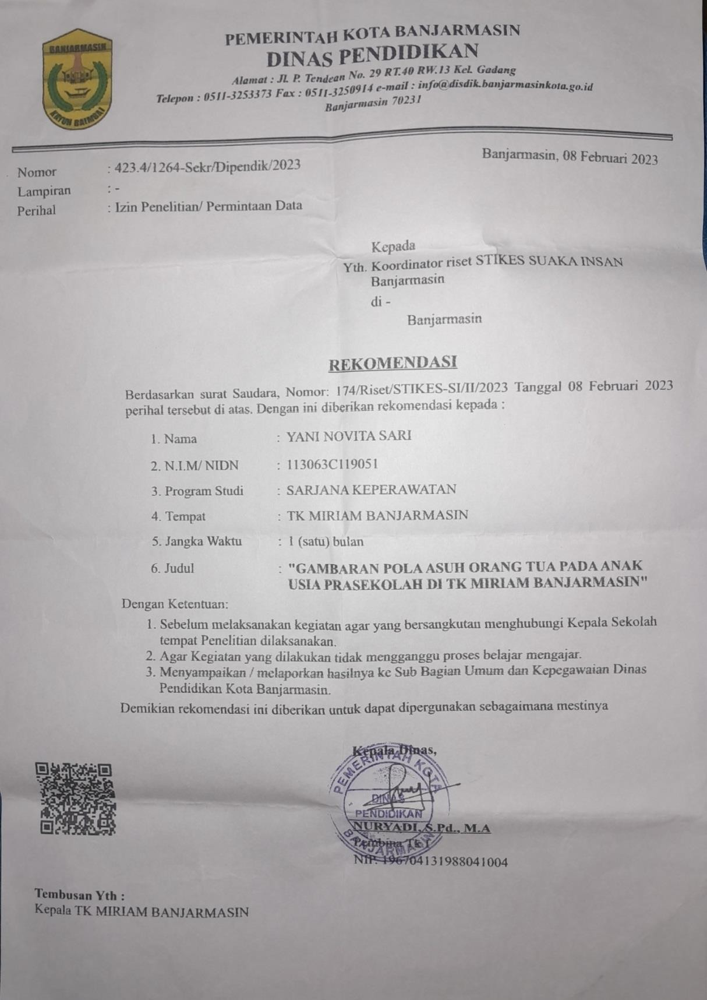 BANJARMASIN
KAYUH BAIMBAI
PEMERINTAH KOTA BANJARMASIN
DINAS PENDIDIKAN
Alamat : Jl. P. Tendean No. 29 RT.40 RW.13 Kel. Gadang
Telepon : 0511-3253373 Fax : 0511-3250914 e-mail : info@disdik.banjarmasinkota.go.id
Banjarmasin 70231
Banjarmasin, 08 Februari 2023
Nomor : 423.4/1264-Sekr/Dipendik/2023
Lampiran : -
Perihal : Izin Penelitian/ Permintaan Data
Kepada
Yth. Koordinator riset STIKES SUAKA INSAN
Banjarmasin
di -
Banjarmasin
REKOMENDASI
Berdasarkan surat Saudara, Nomor: 174/Riset/STIKES-SI/II/2023 Tanggal 08 Februari 2023
perihal tersebut di atas. Dengan ini diberikan rekomendasi kepada :
1. Nama : YANI NOVITA SARI
2. N.I.M/ NIDN : 113063C119051
3. Program Studi : SARJANA KEPERAWATAN
4. Tempat : TK MIRIAM BANJARMASIN
5. Jangka Waktu : 1 (satu) bulan
6. Judul : "GAMBARAN POLA ASUH ORANG TUA PADA ANAK
USIA PRASEKOLAH DI TK MIRIAM BANJARMASIN"
Dengan Ketentuan:
1. Sebelum melaksanakan kegiatan agar yang bersangkutan menghubungi Kepala Sekolah
tempat Penelitian dilaksanakan.
2. Agar Kegiatan yang dilakukan tidak mengganggu proses belajar mengajar.
3. Menyampaikan / melaporkan hasilnya ke Sub Bagian Umum dan Kepegawaian Dinas
Pendidikan Kota Banjarmasin.
Demikian rekomendasi ini diberikan untuk dapat dipergunakan sebagaimana mestinya
Kepala Dinas,
PEMERINTAH KOTA
DINAS
PENDIDIKAN
BANJARMASIN
NURYADI, S.Pd., M.A
Pembina Tk I
NIP. 196704131988041004
Tembusan Yth :
Kepala TK MIRIAM BANJARMASIN